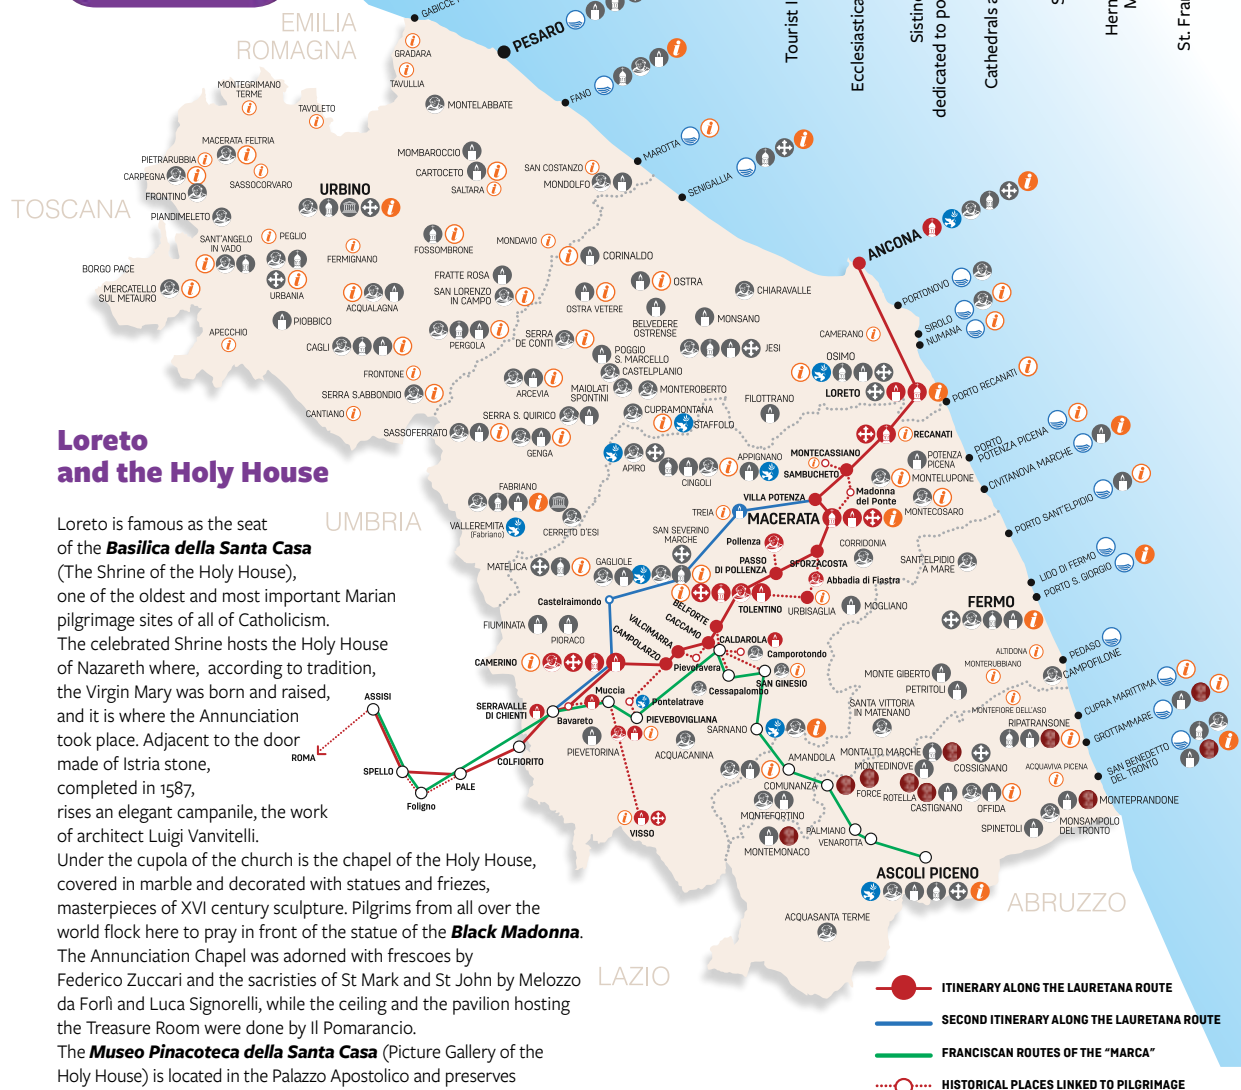 EMILIA
ROMAGNA
TOSCANA
UMBRIA
LAZIO
ABRUZZO
Tourist I
Ecclesiastica
Sistin
dedicated to po
Cathedrals a
Her
St. Fra
GABICCE
PESARO
GRADARA
TAVULLIA
FANO
MONTELABBATE
MONTEGRIMANO
TERME
TAVOLETO
MAROTTA
SENIGALLIA
MACERATA FELTRIA
PIETRARUBBIA
CARPEGNA
SASSOCORVARO
FRONTINO
PIANDIMELETO
URBINO
MOMBAROCCIO
CARTOCETO
SALTARA
SAN COSTANZO
MONDOLFO
SANT'ANGELO
IN VADO
PEGLIO
FERMIGNANO
FOSSOMBRONE
MONDAVIO
CORINALDO
ANCONA
BORGO PACE
MERCATELLO
SUL METAURO
URBANIA
ACQUALAGNA
FRATTE ROSA
SAN LORENZO
IN CAMPO
OSTRA VETERE
OSTRA
CHIARAVALLE
PORTONOVO
SIROLO
NUMANA
APECCHIO
PIOBBICO
CAGLI
PERGOLA
SERRA
DE CONTI
BELVEDERE
OSTRENSE
MONSANO
CAMERANO
JESI
POGGIO
S. MARCELLO
CASTELPLANIO
OSIMO
LORETO
PORTO RECANATI
FRONTONE
SERRA S.ABBONDIO
CANTIANO
ARCEVIA
MAIOLATI
SPONTINI
MONTEROBERTO
FILOTTRANO
SASSOFERRATO
SERRA S. QUIRICO
GENGA
CUPRAMONTANA
STAFFOLO
RECANATI
PORTO
POTENZA PICENA
CIVITANOVA MARCHE
APIRO
CINGOLI
APPIGNANO
MONTECASSIANO
SAMBUCHETO
POTENZA
PICENA
MONTELUPONE
MONTECOSARO
PORTO SANT'ELPIDIO
FABRIANO
VALLEREMITA
(Fabriano)
CERRETO D'ESI
TREIA
VILLA POTENZA
MACERATA
Madonna
del Ponte
SAN SEVERINO
MARCHE
Pollenza
PASSO
DI POLLENZA
SFORZACOSTA
CORRIDONIA
SANT'ELPIDIO
A MARE
LIDO DI FERMO
PORTO S. GIORGIO
MATELICA
GAGLIOLE
Castelraimondo
TOLENTINO
Abbadia di Fiastra
URBISAGLIA
MOGLIANO
FERMO
FIUMINATA
PIORACO
BELFORTE
CACCAMO
VALCIMARRA
CAMPOLARZO
CALDAROLA
Camporotondo
ALTIDONA
MONTERUBBIANO
PEDASO
CAMPOFILONE
CAMERINO
Pievefavera
Cessapalombo
SAN GINESIO
MONTE GIBERTO
PETRITOLI
MONTEFIORE DELL'ASO
CUPRA MARITTIMA
ASSISI
SERRAVALLE
DI CHIENTI
Muccia
Bavareto
Pontelatrave
PIEVEBOVIGLIANA
PIEVETORINA
ACQUACANINA
SARNANO
SANTA VITTORIA
IN MATENANO
RIPATRANSONE
GROTTAMMARE
ROMA
SPELLO
Foligno
PALE
COLFIORITO
AMANDOLA
MONTALTO MARCHE
MONTEDINOVE
COSSIGNANO
ACQUAVIVA PICENA
SAN BENEDETTO
DEL TRONTO
VISSO
COMUNANZA
MONTEFORTINO
FORCE
ROTELLA
CASTIGNANO
OFFIDA
MONTEPRANDONE
MONSAMPOLO
DEL TRONTO
SPINETOLI
MONTEMONACO
PALMIANO
VENAROTTA
ASCOLI PICENO
ACQUASANTA TERME
Loreto
and the Holy House
Loreto is famous as the seat
of the Basilica della Santa Casa
(The Shrine of the Holy House),
one of the oldest and most important Marian
pilgrimage sites of all of Catholicism.
The celebrated Shrine hosts the Holy House
of Nazareth where, according to tradition,
the Virgin Mary was born and raised,
and it is where the Annunciation
took place. Adjacent to the door
made of Istria stone,
completed in 1587,
rises an elegant campanile, the work
of architect Luigi Vanvitelli.
Under the cupola of the church is the chapel of the Holy House,
covered in marble and decorated with statues and friezes,
masterpieces of XVI century sculpture. Pilgrims from all over the
world flock here to pray in front of the statue of the Black Madonna.
The Annunciation Chapel was adorned with frescoes by
Federico Zuccari and the sacristies of St Mark and St John by Melozzo
da Forlì and Luca Signorelli, while the ceiling and the pavilion hosting
the Treasure Room were done by Il Pomarancio.
The Museo Pinacoteca della Santa Casa (Picture Gallery of the
Holy House) is located in the Palazzo Apostolico and preserves
ITINERARY ALONG THE LAURETANA ROUTE
SECOND ITINERARY ALONG THE LAURETANA ROUTE
FRANCISCAN ROUTES OF THE "MARCA"
HISTORICAL PLACES LINKED TO PILGRIMAGE